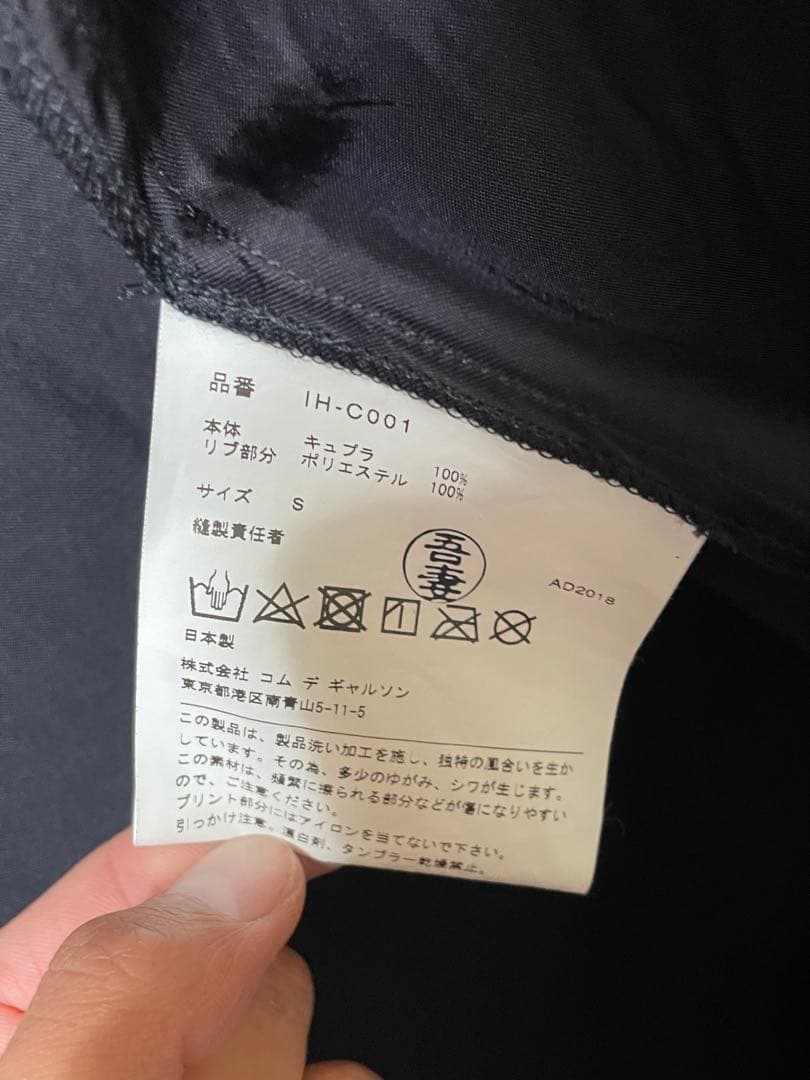 品番 IH-C001
本体 キュプラ 100%
リブ部分 ポリエステル 100%
サイズ S
縫製責任者
吾妻
AD2018
日本製
株式会社 コム デ ギャルソン
東京都港区南青山5-11-5
この製品は、製品洗い加工を施し、独特の風合いを生か
しています。その為、多少のゆがみ、シワが生じます。
この素材は、頻繁に擦られる部分などが傷になりやすい
ので、ご注意ください。
プリント部分にはアイロンを当てないで下さい。
引っかけ注意。漂白剤、タンブラー乾燥禁止。